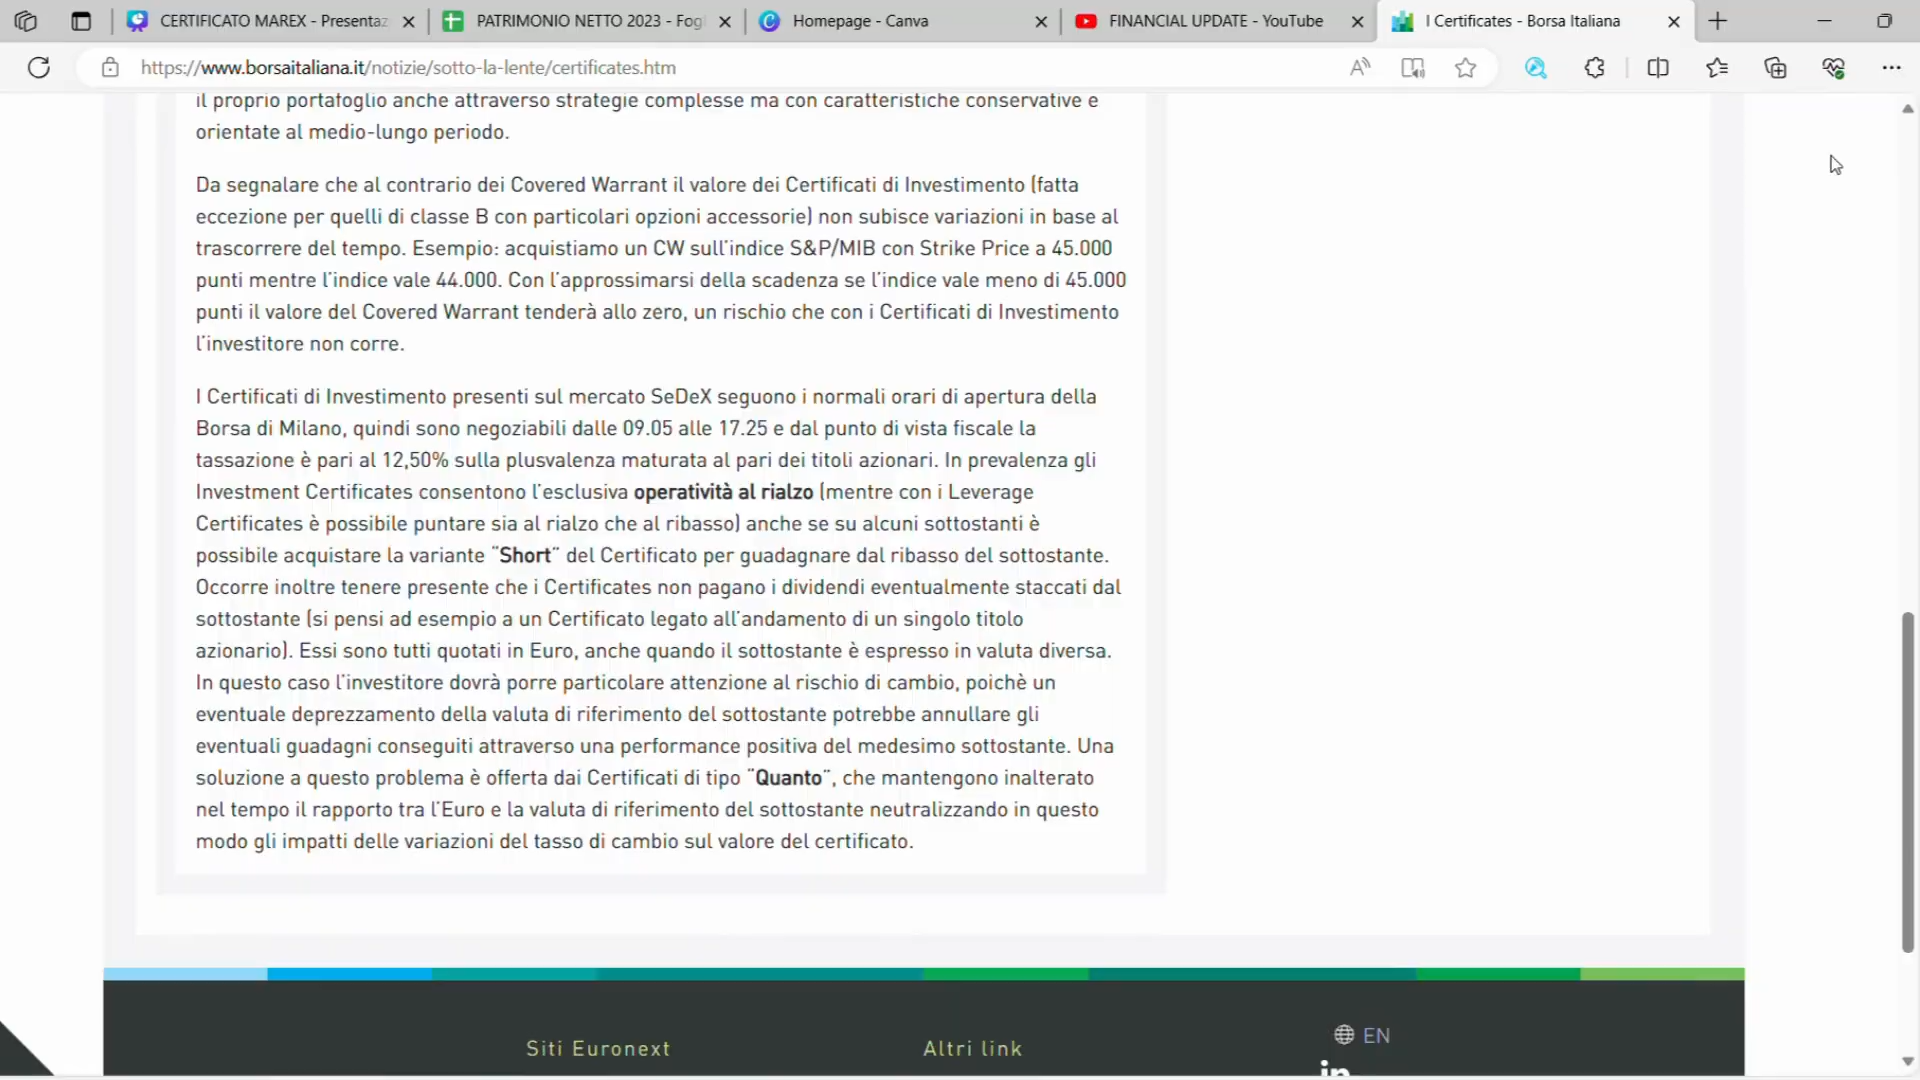 CERTIFICATO MAREX - Presentaz
PATRIMONIO NETTO 2023 - Fog
Homepage - Canva
FINANCIAL UPDATE - YouTube
I Certificates - Borsa Italiana
https://www.borsaitaliana.it/notizie/sotto-la-lente/certificates.htm
il proprio portafoglio anche attraverso strategie complesse ma con caratteristiche conservative e
orientate al medio-lungo periodo.
Da segnalare che al contrario dei Covered Warrant il valore dei Certificati di Investimento (fatta
eccezione per quelli di classe B con particolari opzioni accessorie) non subisce variazioni in base al
trascorrere del tempo. Esempio: acquistiamo un CW sull'indice S&P/MIB con Strike Price a 45.000
punti mentre l'indice vale 44.000. Con l'approssimarsi della scadenza se l'indice vale meno di 45.000
punti il valore del Covered Warrant tenderà allo zero, un rischio che con i Certificati di Investimento
l'investitore non corre.
I Certificati di Investimento presenti sul mercato SeDeX seguono i normali orari di apertura della
Borsa di Milano, quindi sono negoziabili dalle 09.05 alle 17.25 e dal punto di vista fiscale la
tassazione è pari al 12,50% sulla plusvalenza maturata al pari dei titoli azionari. In prevalenza gli
Investment Certificates consentono l'esclusiva operatività al rialzo (mentre con i Leverage
Certificates è possibile puntare sia al rialzo che al ribasso) anche se su alcuni sottostanti è
possibile acquistare la variante "Short" del Certificato per guadagnare dal ribasso del sottostante.
Occorre inoltre tenere presente che i Certificates non pagano i dividendi eventualmente staccati dal
sottostante (si pensi ad esempio a un Certificato legato all'andamento di un singolo titolo
azionario). Essi sono tutti quotati in Euro, anche quando il sottostante è espresso in valuta diversa.
In questo caso l'investitore dovrà porre particolare attenzione al rischio di cambio, poichè un
eventuale deprezzamento della valuta di riferimento del sottostante potrebbe annullare gli
eventuali guadagni conseguiti attraverso una performance positiva del medesimo sottostante. Una
soluzione a questo problema è offerta dai Certificati di tipo "Quanto", che mantengono inalterato
nel tempo il rapporto tra l'Euro e la valuta di riferimento del sottostante neutralizzando in questo
modo gli impatti delle variazioni del tasso di cambio sul valore del certificato.
EN
Siti Euronext
Altri link
in